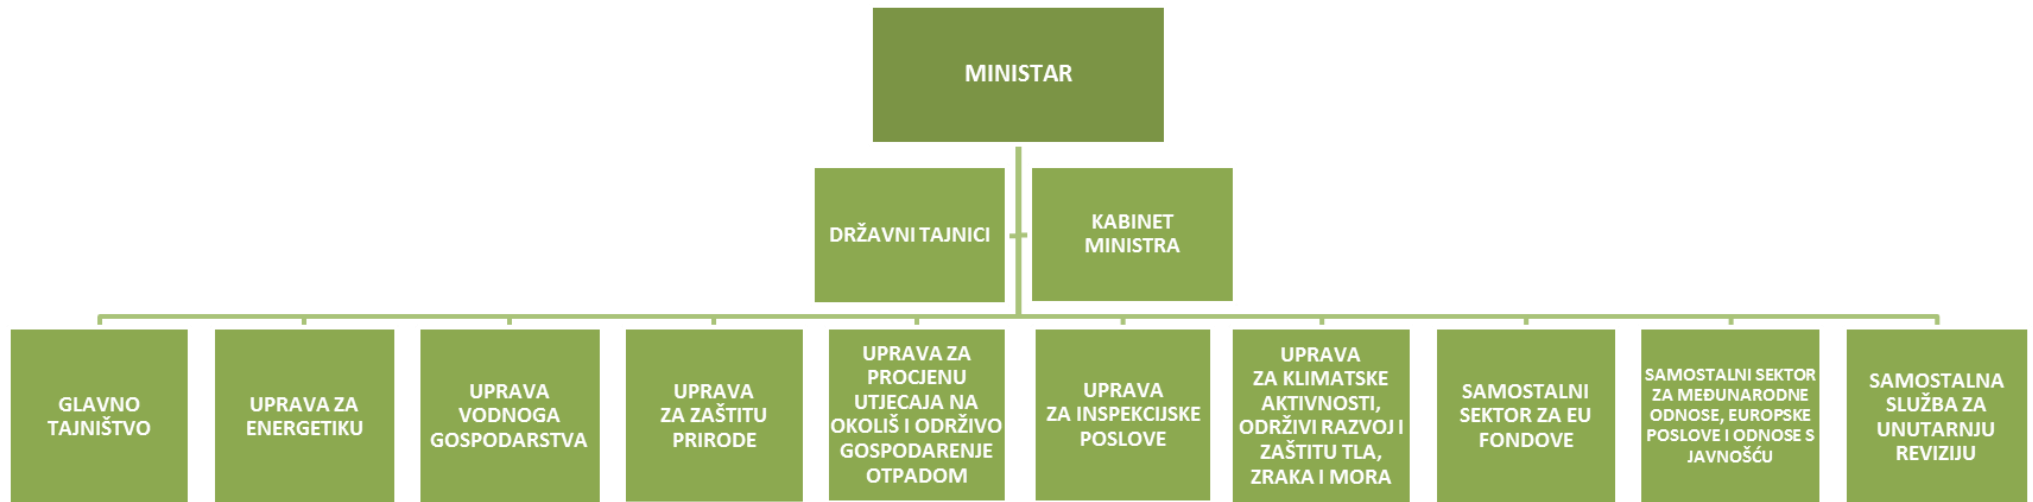 MINISTAR
DRŽAVNI TAJNICI
KABINET
MINISTRA
GLAVNO
TAJNIŠTVO
UPRAVA ZA
ENERGETIKU
UPRAVA
VODNOGA
GOSPODARSTVA
UPRAVA
ZA ZAŠTITU
PRIRODE
UPRAVA ZA
PROCJENU
UTJECAJA NA
OKOLIŠ I ODRŽIVO
GOSPODARENJE
OTPADOM
UPRAVA
ZA INSPEKCIJSKE
POSLOVE
UPRAVA
ZA KLIMATSKE
AKTIVNOSTI,
ODRŽIVI RAZVOJ I
ZAŠTITU TLA,
ZRAKA I MORA
SAMOSTALNI
SEKTOR ZA EU
FONDOVE
SAMOSTALNI SEKTOR
ZA MEĐUNARODNE
ODNOSE, EUROPSKE
POSLOVE I ODNOSE S
JAVNOŠĆU
SAMOSTALNA
SLUŽBA ZA
UNUTARNJU
REVIZIJU